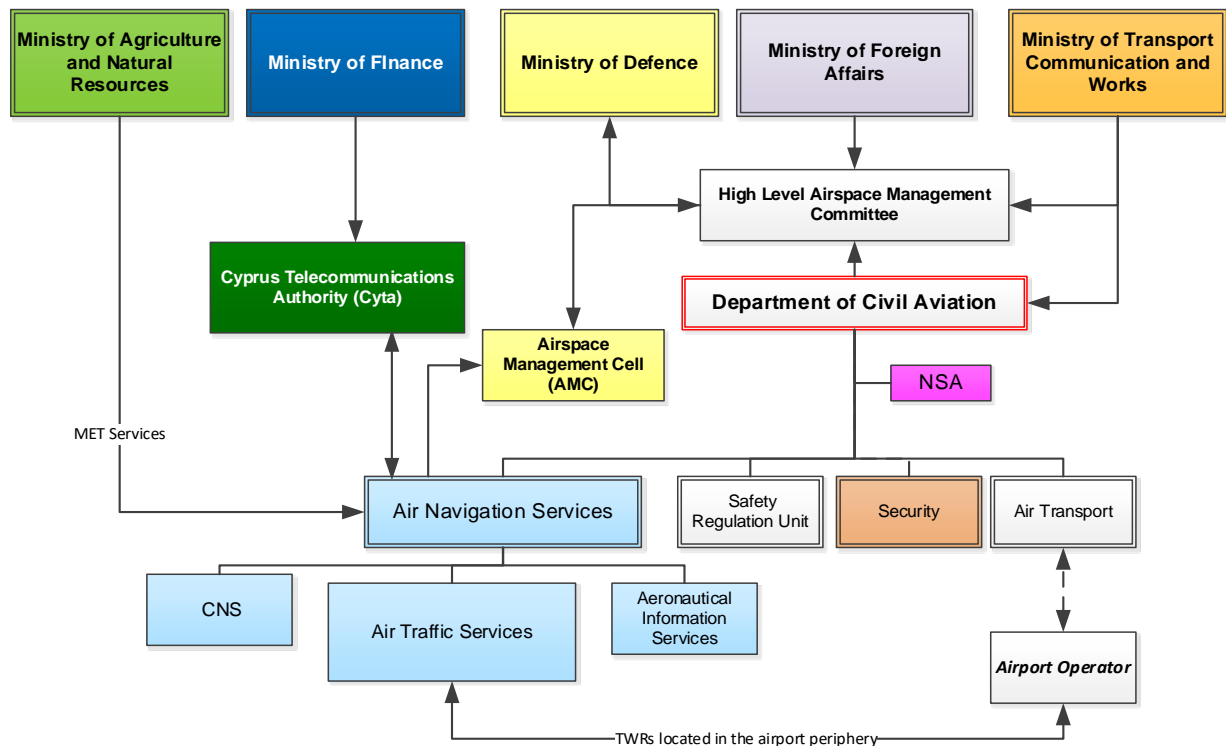 Ministry of Agriculture
and Natural
Resources
Ministry of FInance
Ministry of Defence
Ministry of Foreign
Affairs
Ministry of Transport
Communication and
Works
High Level Airspace Management
Committee
Cyprus Telecommunications
Authority (Cyta)
Department of Civil Aviation
Airspace
Management Cell
(AMC)
NSA
MET Services
Air Navigation Services
Safety
Regulation Unit
Security
Air Transport
CNS
Air Traffic Services
Aeronautical
Information
Services
Airport Operator
TWRs located in the airport periphery